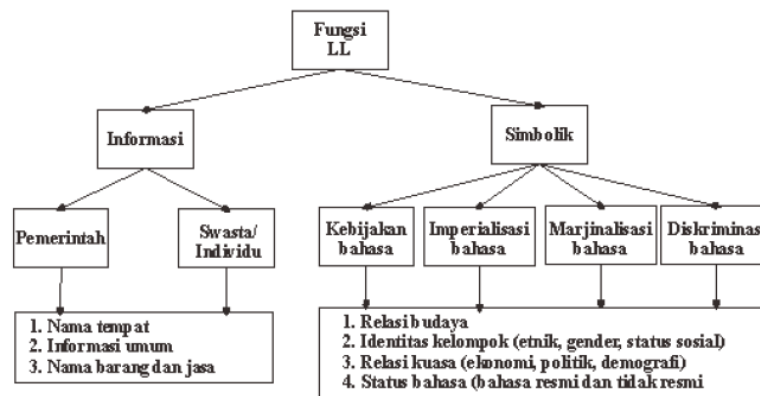 Fungsi
LL
Informasi
Simbolik
Pemerintah
Swasta/
Individu
Kebijakan
bahasa
Imperialisasi
bahasa
Marjinalisasi
bahasa
Diskriminas
bahasa
1. Nama tempat
2. Informasi umum
3. Nama barang dan jasa
1. Relasi budaya
2. Identitas kelompok (etnik, gender, status sosial)
3. Relasi kuasa (ekonomi, politik, demografi)
4. Status bahasa (bahasa resmi dan tidak resmi